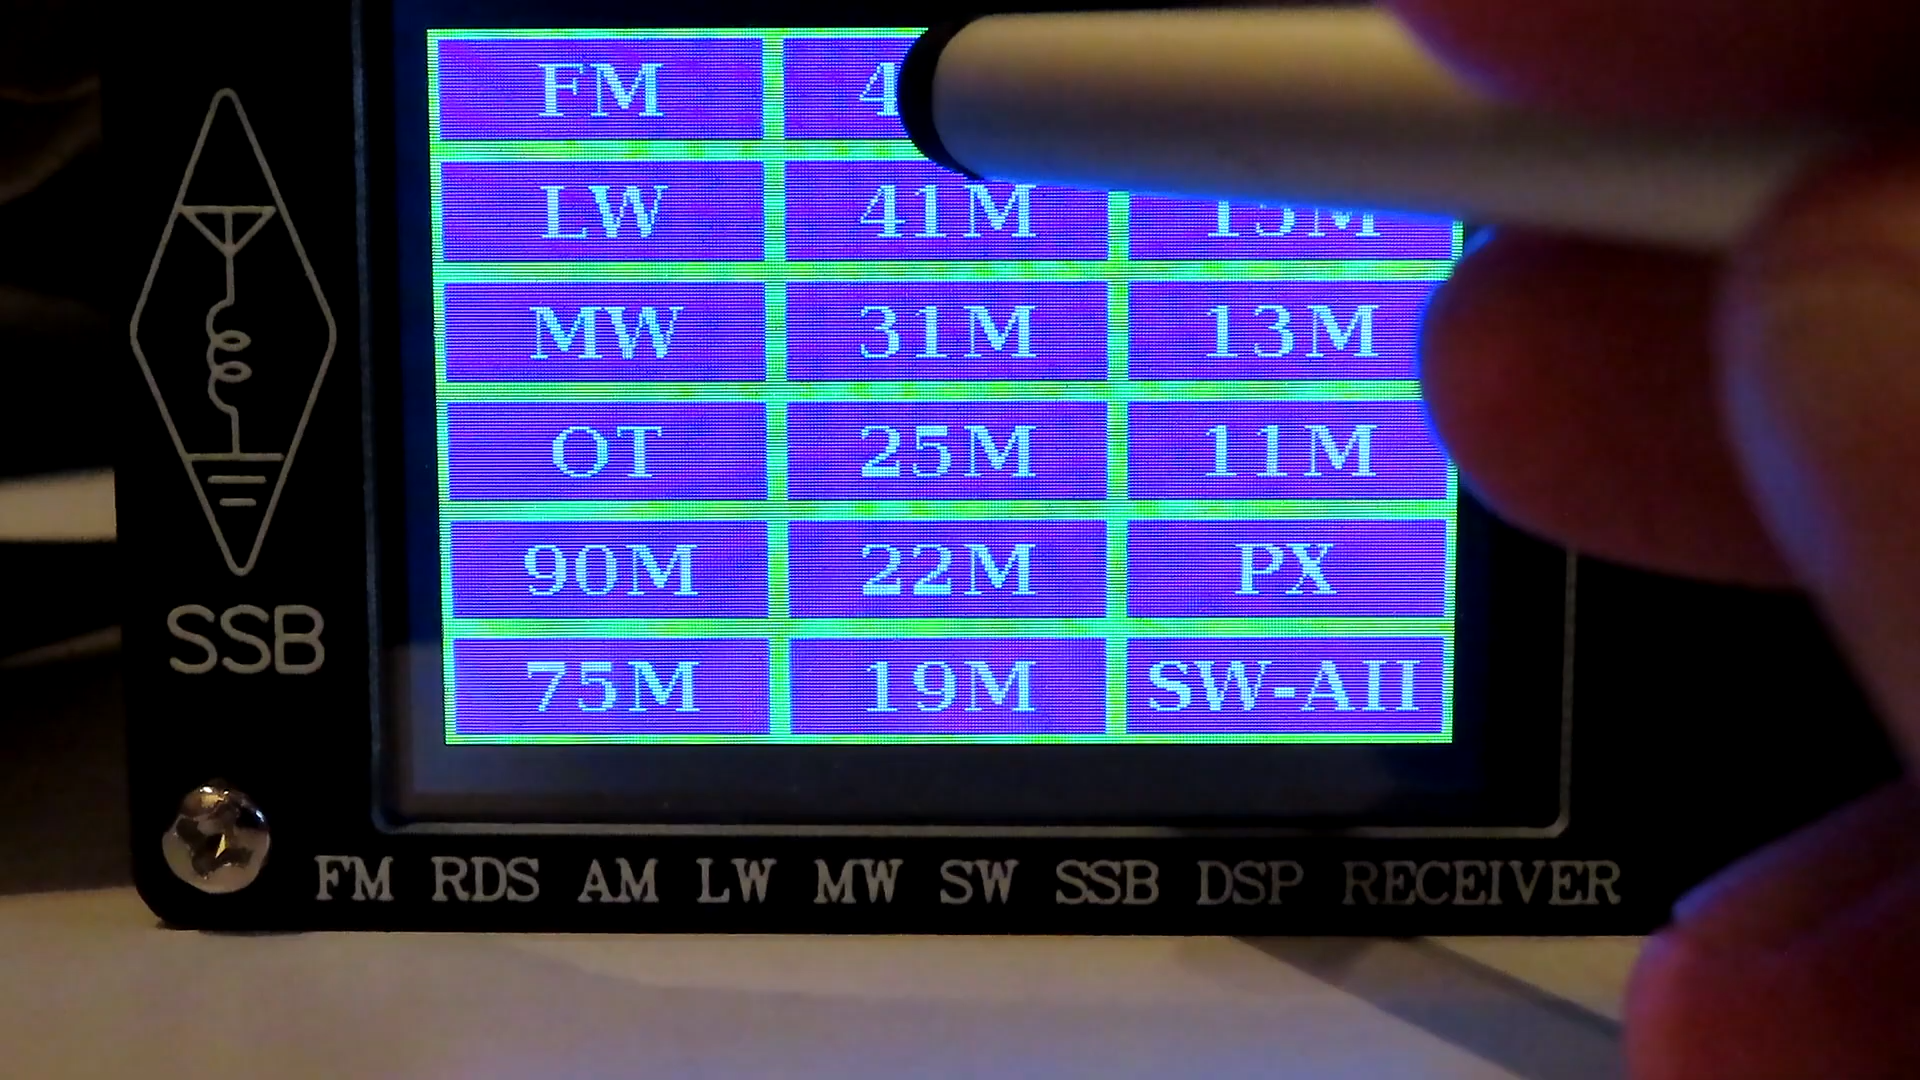 FM 4
LW 41M 15M
MW 31M 13M
OT 25M 11M
90M 22M PX
75M 19M SW-AII
SSB
FM RDS AM LW MW SW SSB DSP RECEIVER